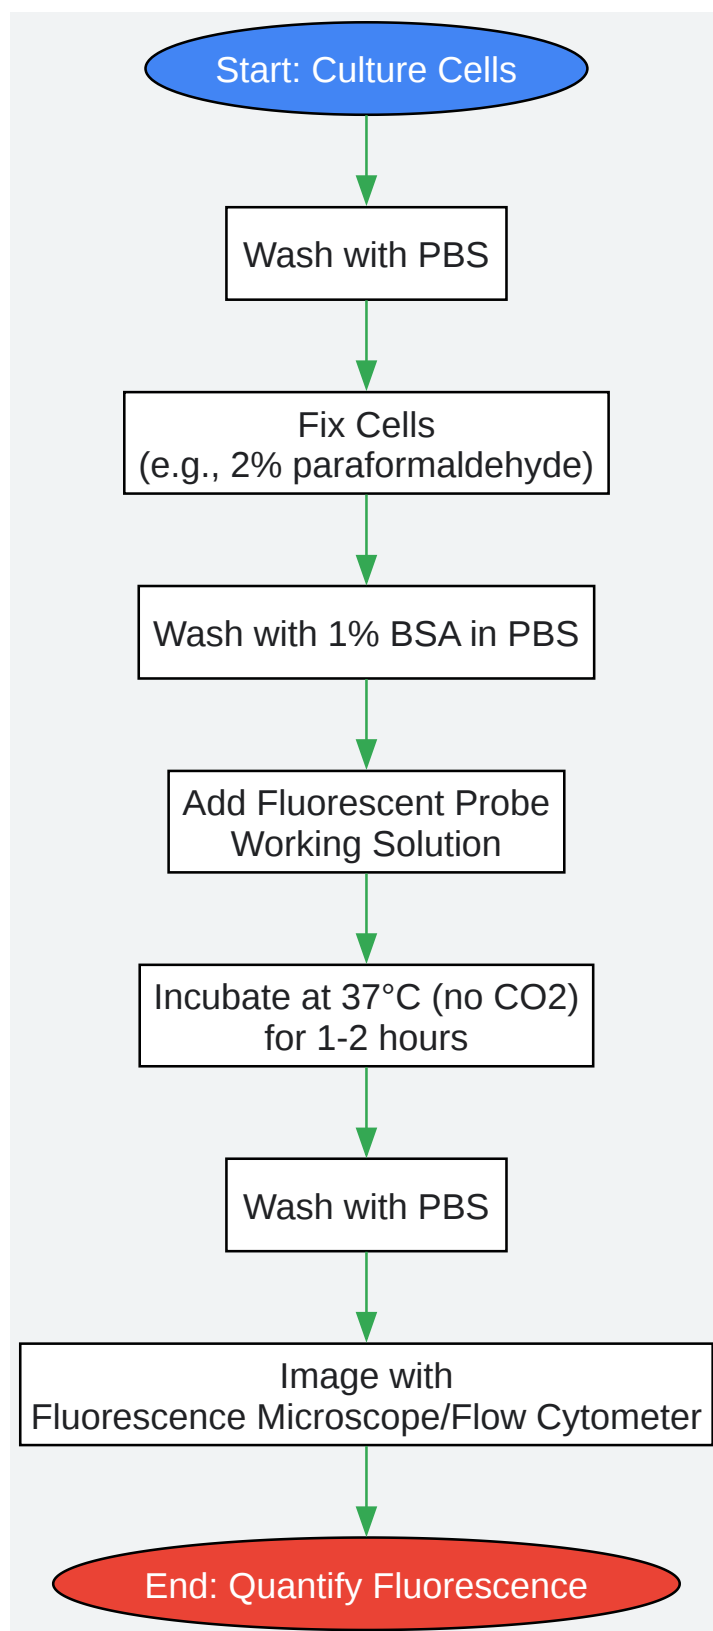 Start: Culture Cells
Wash with PBS
Fix Cells
(e.g., 2% paraformaldehyde)
Wash with 1% BSA in PBS
Add Fluorescent Probe
Working Solution
Incubate at 37°C (no CO2)
for 1-2 hours
Wash with PBS
Image with
Fluorescence Microscope/Flow Cytometer
End: Quantify Fluorescence